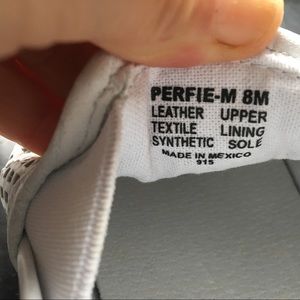 PERFIE-M 8M
LEATHER UPPER
TEXTILE LINING
SYNTHETIC SOLE
MADE IN MEXICO
915